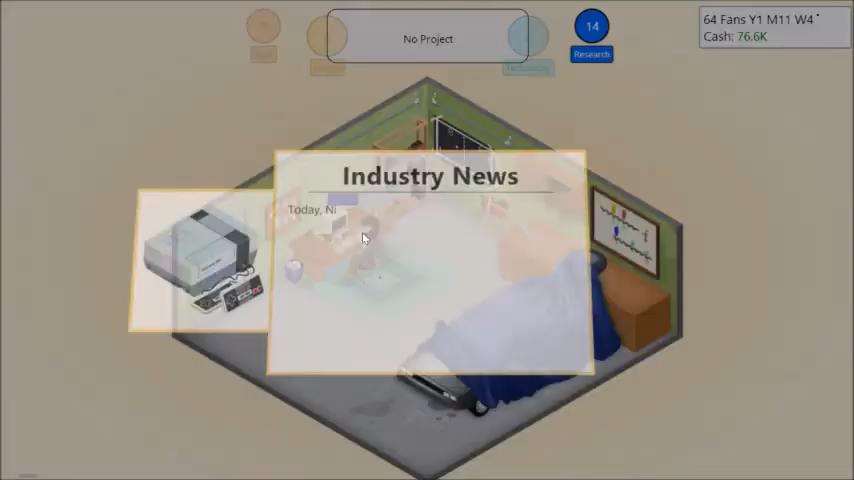 No Project
14
Research
64 Fans Y1 M11 W4
Cash: 76.6K
Industry News
Today, Ni